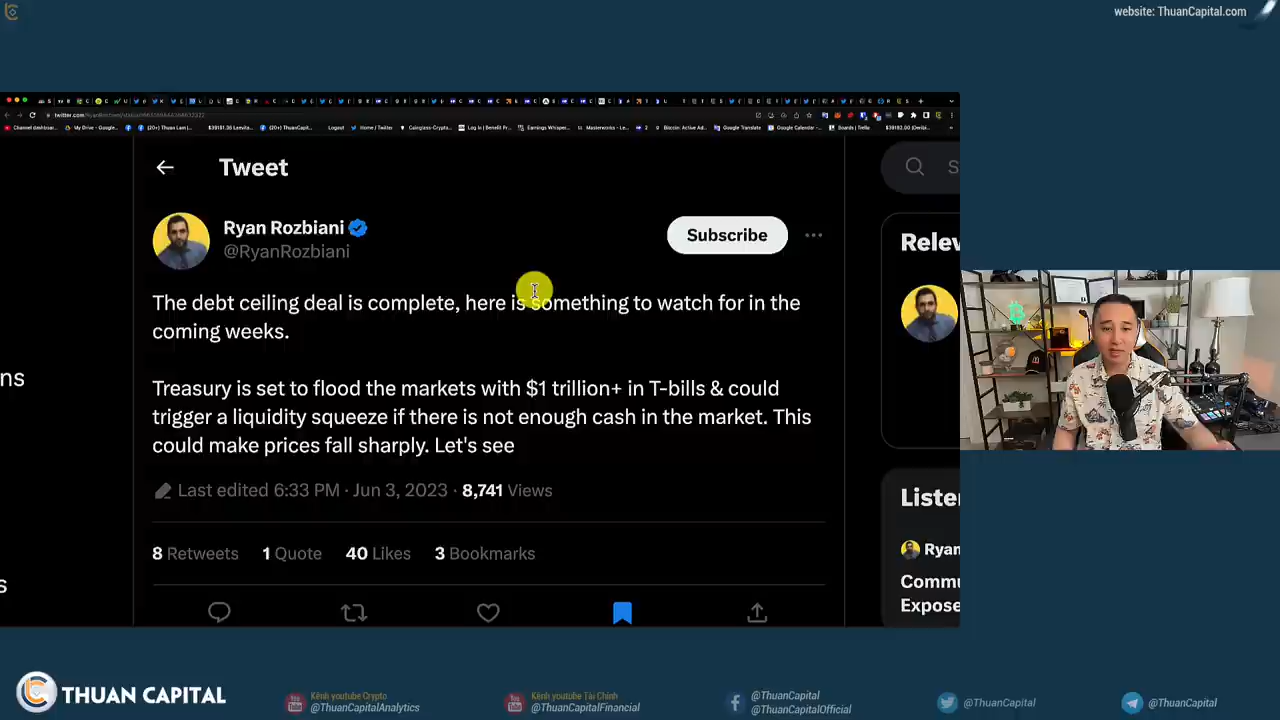 website: ThuanCapital.com
Tweet
Ryan Rozbiani
@RyanRozbiani
Subscribe
The debt ceiling deal is complete, here is something to watch for in the
coming weeks.
Treasury is set to flood the markets with $1 trillion+ in T-bills & could
trigger a liquidity squeeze if there is not enough cash in the market. This
could make prices fall sharply. Let's see
Last edited 6:33 PM · Jun 3, 2023 · 8,741 Views
8 Retweets 1 Quote 40 Likes 3 Bookmarks
ns
s
S
Relev
Listen
Ryan
Commu
Expose
THUAN CAPITAL
Kênh youtube Crypto
@ThuanCapitalAnalytics
Kênh youtube Tài Chính
@ThuanCapitalFinancial
@ThuanCapital
@ThuanCapitalOfficial
@ThuanCapital
@ThuanCapital